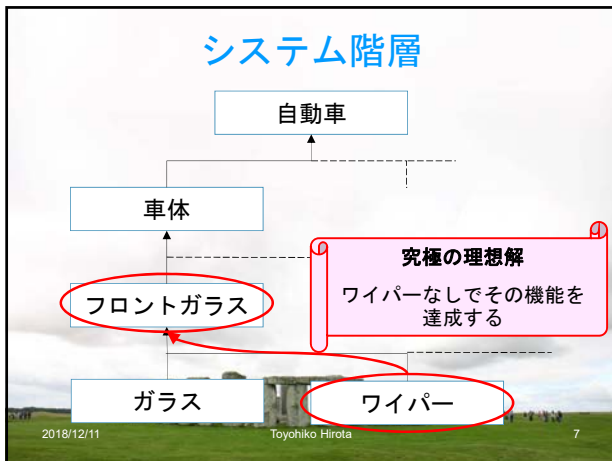 システム階層
自動車
車体
究極の理想解
ワイパーなしでその機能を
達成する
フロントガラス
ガラス
ワイパー
2018/12/11
Toyohiko Hirota
7